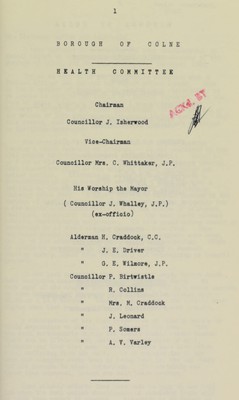 1
BOROUGH OF COLNE
HEALTH COMMITTEE
Chairman
Councillor J. Isherwood
Vice-Chairman
Councillor Mrs. C. Whittaker, J.P.
His Worship the Mayor
( Councillor J. Whalley, J.P.)
(ex-officio)
Alderman H. Craddock, C.C.
" J. E. Driver
" G. E. Wilmore, J.P.
Councillor P. Birtwistle
" R. Collins
" Mrs. M. Craddock
" J. Leonard
" P. Somers
" A. V. Varley